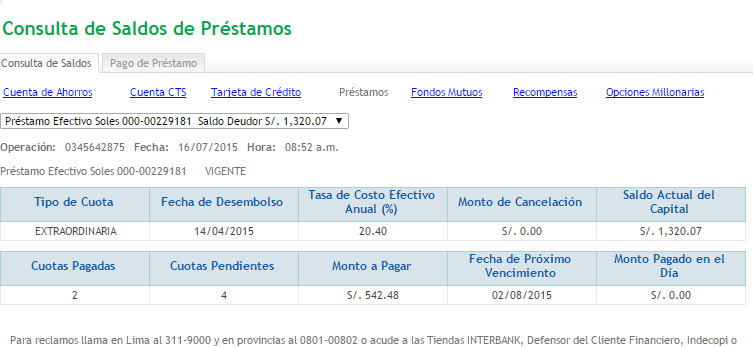 Consulta de Saldos de Préstamos
Consulta de Saldos Pago de Préstamo
Cuenta de Ahorros Cuenta CTS Tarjeta de Crédito Préstamos Fondos Mutuos Recompensas Opciones Millonarias
Préstamo Efectivo Soles 000-00229181 Saldo Deudor S/. 1,320.07 ▼
Operación: 0345642875 Fecha: 16/07/2015 Hora: 08:52 a.m.
Préstamo Efectivo Soles 000-00229181 VIGENTE
Tipo de Cuota Fecha de Desembolso Tasa de Costo Efectivo Anual (%) Monto de Cancelación Saldo Actual del Capital
EXTRAORDINARIA 14/04/2015 20.40 S/. 0.00 S/. 1,320.07
Cuotas Pagadas Cuotas Pendientes Monto a Pagar Fecha de Próximo Vencimiento Monto Pagado en el Día
2 4 S/. 542.48 02/08/2015 S/. 0.00
Para reclamos llama en Lima al 311-9000 y en provincias al 0801-00802 o acude a las Tiendas INTERBANK, Defensor del Cliente Financiero, Indecopi o